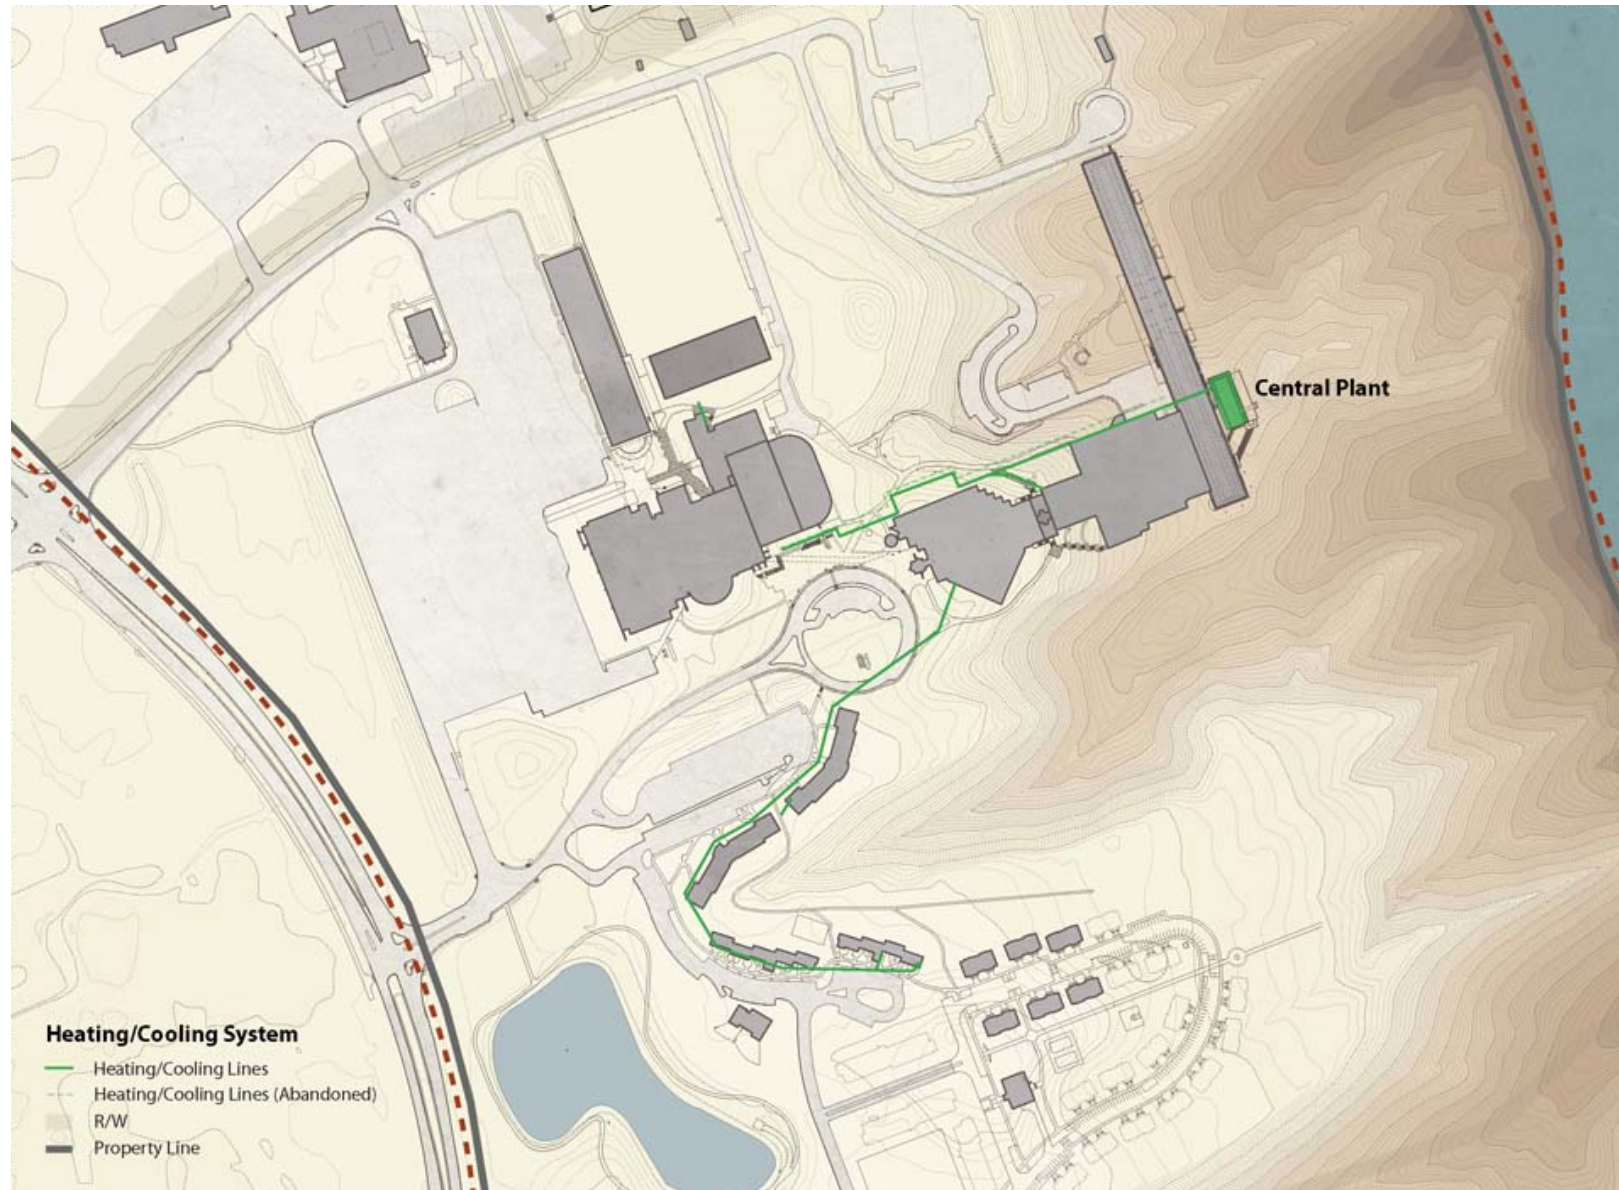 Central Plant
Heating/Cooling System
Heating/Cooling Lines
Heating/Cooling Lines (Abandoned)
R/W
Property Line